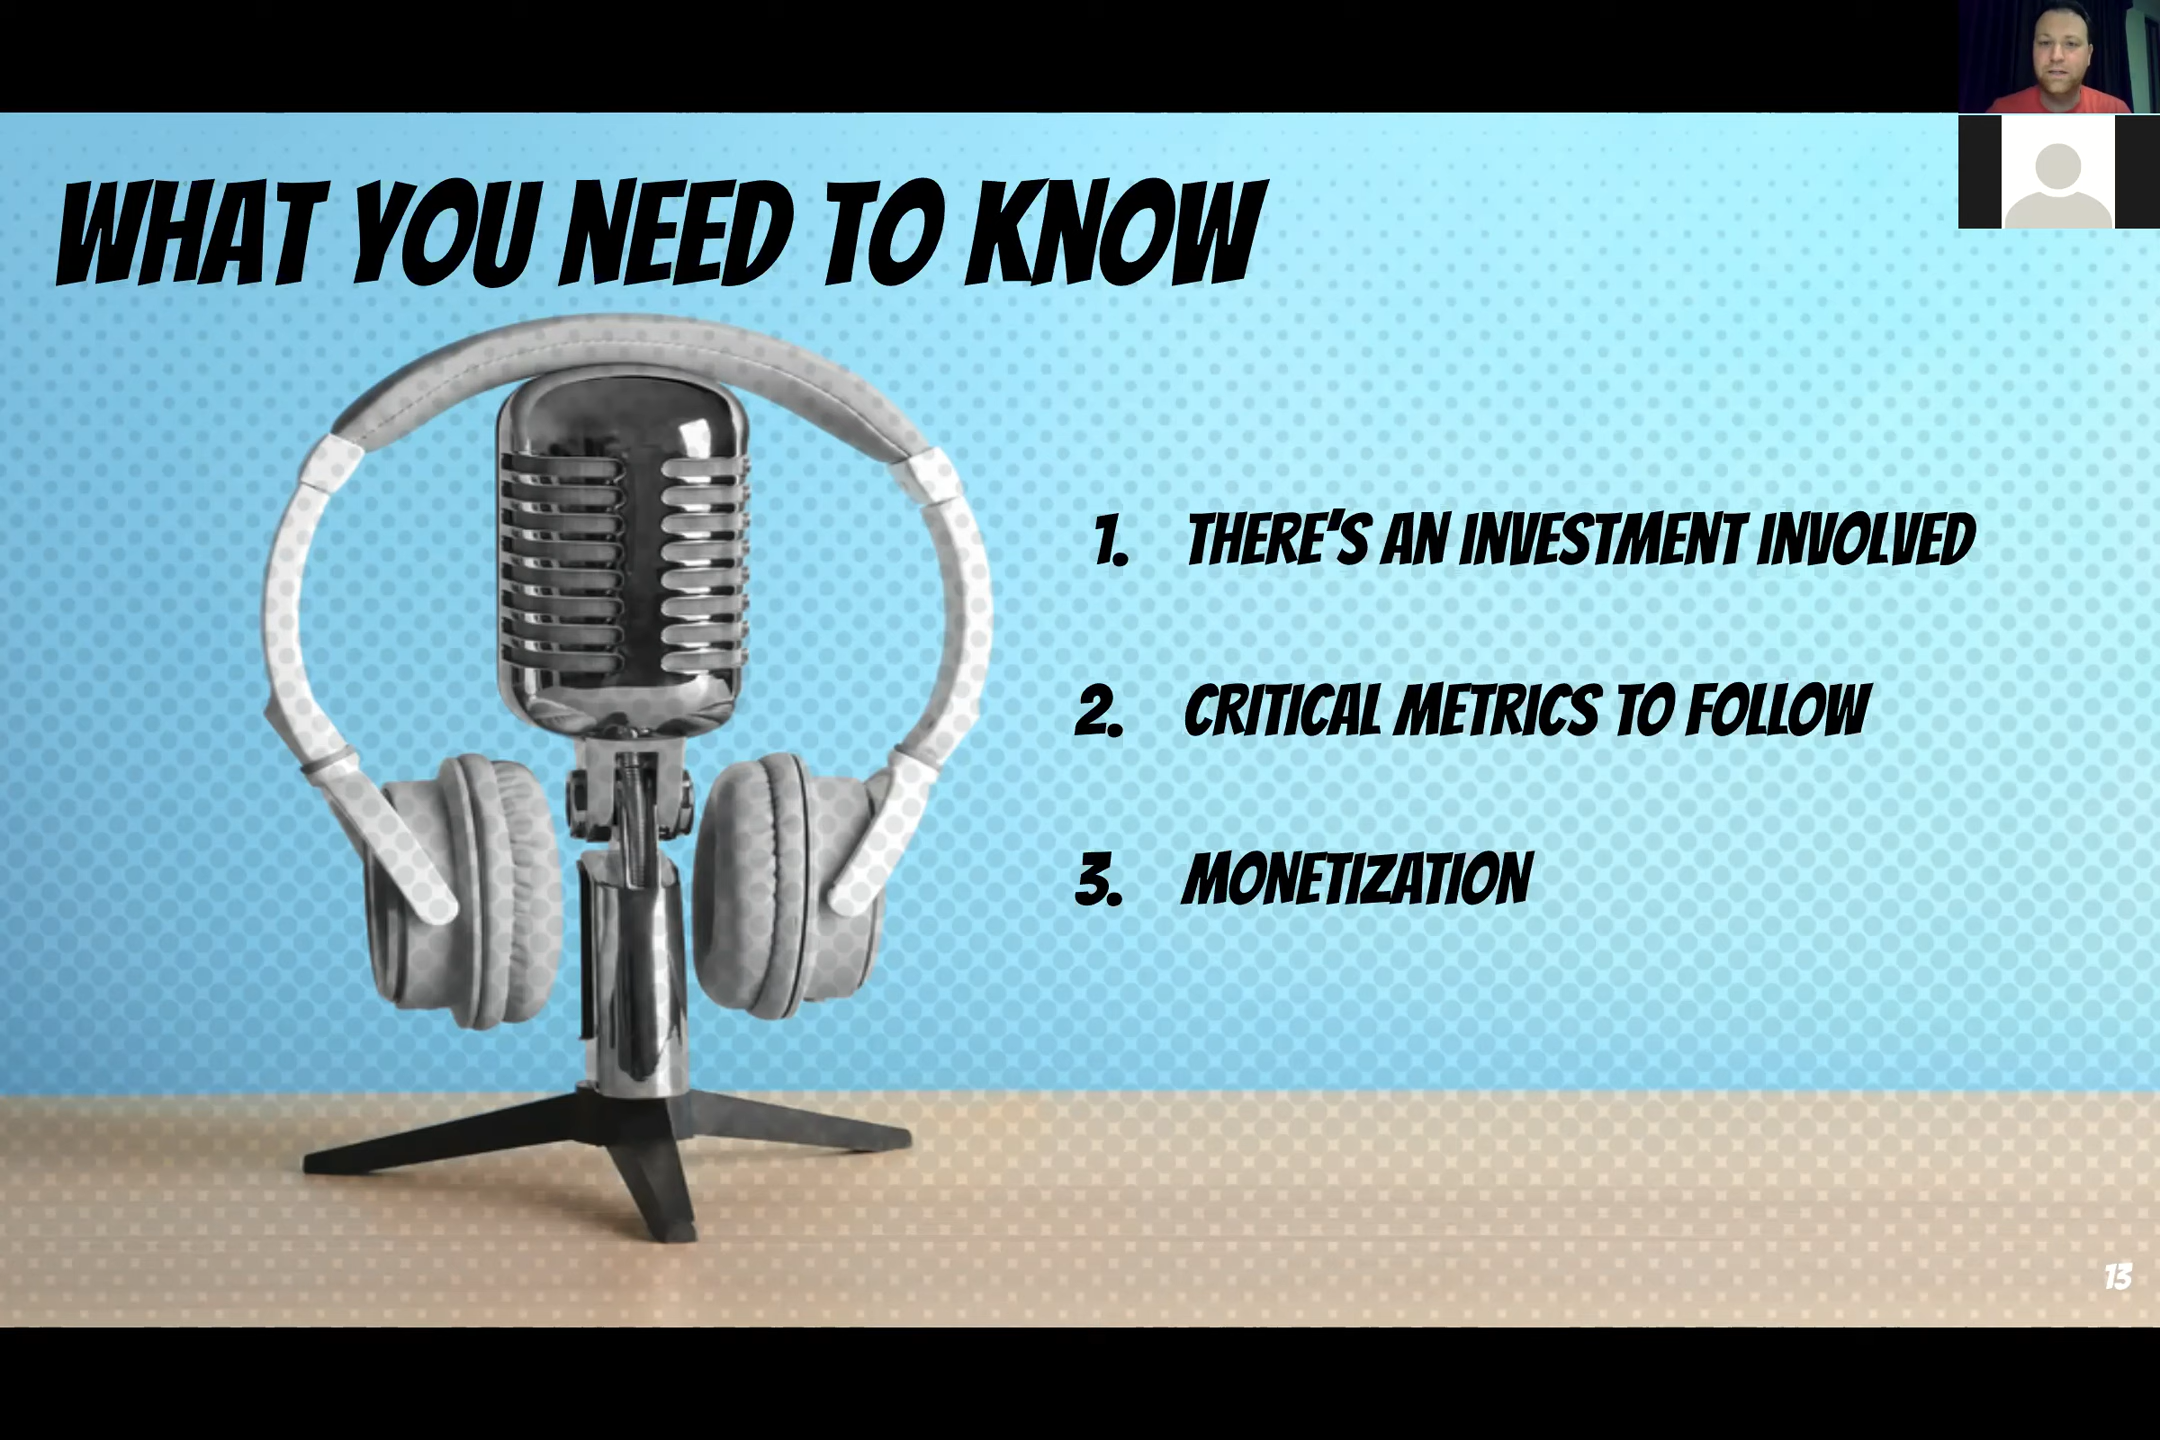 WHAT YOU NEED TO KNOW
1. THERE'S AN INVESTMENT INVOLVED
2. CRITICAL METRICS TO FOLLOW
3. MONETIZATION
13